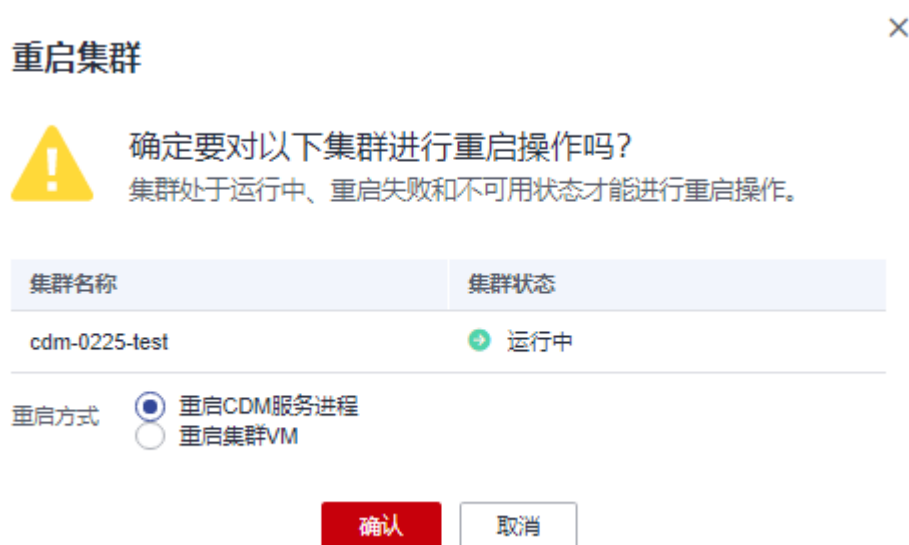 重启集群
确定要对以下集群进行重启操作吗?
集群处于运行中、重启失败和不可用状态才能进行重启操作。
集群名称 集群状态
cdm-0225-test 运行中
重启方式 重启CDM服务进程
重启集群VM
确认 取消